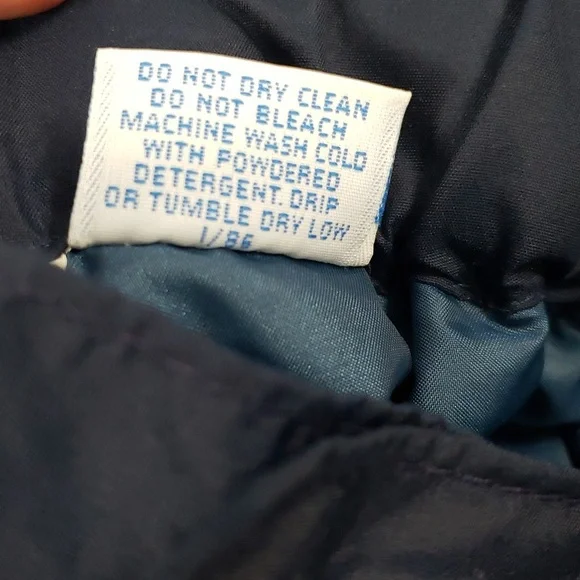 DO NOT DRY CLEAN
DO NOT BLEACH
MACHINE WASH COLD
WITH POWDERED
DETERGENT. DRIP
OR TUMBLE DRY LOW
1/86